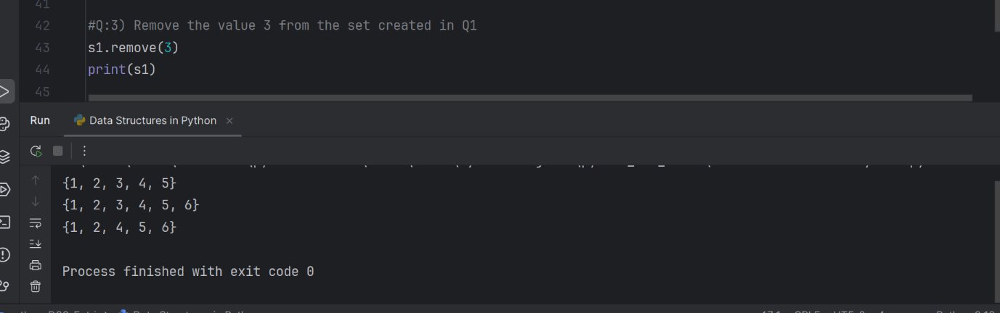 41
42 #Q:3) Remove the value 3 from the set created in Q1
43 s1.remove(3)
44 print(s1)
45
Run Data Structures in Python ×
{1, 2, 3, 4, 5}
{1, 2, 3, 4, 5, 6}
{1, 2, 4, 5, 6}
Process finished with exit code 0